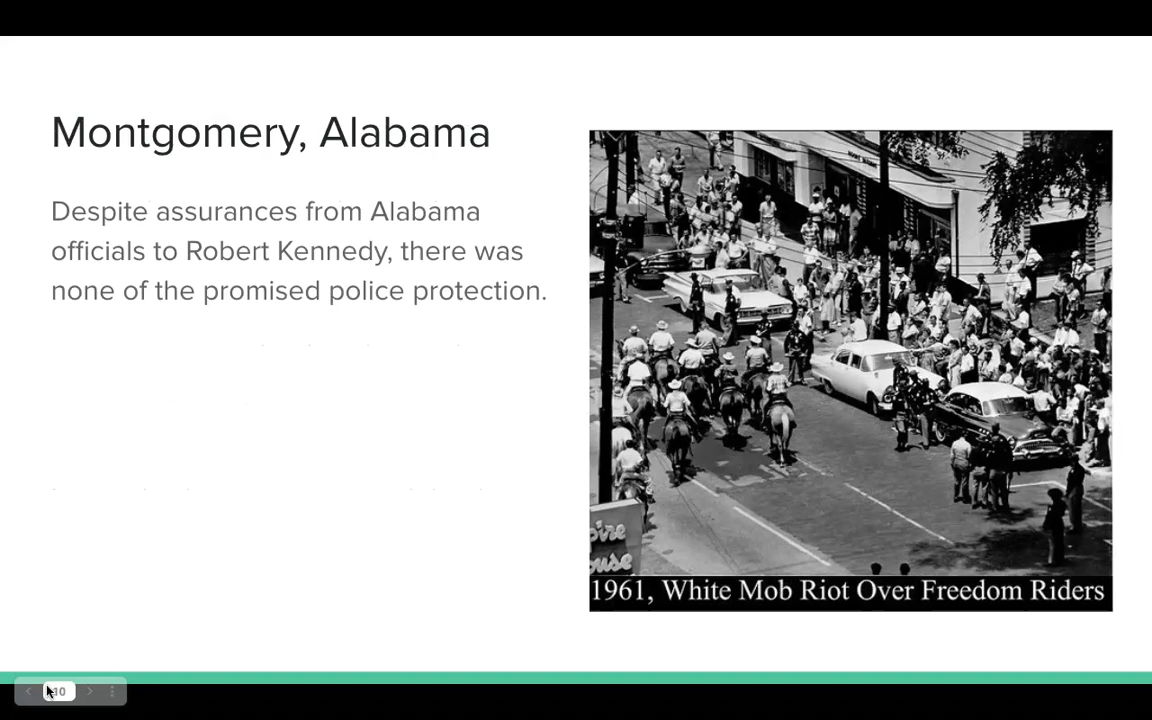 Montgomery, Alabama
Despite assurances from Alabama
officials to Robert Kennedy, there was
none of the promised police protection.
1961, White Mob Riot Over Freedom Riders
10